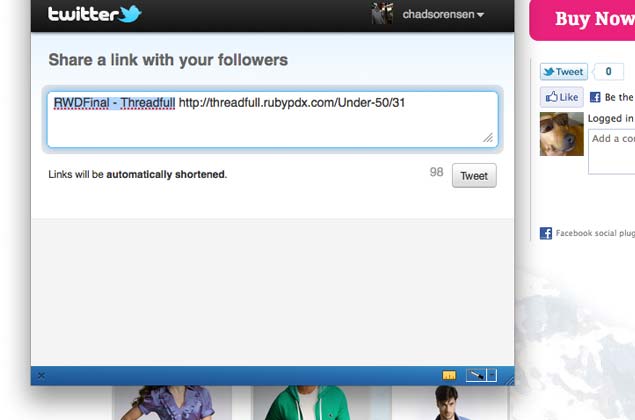 twitter
chadsorensen
Share a link with your followers
RWDFinal - Threadfull http://threadfull.rubypdx.com/Under-50/31
Links will be automatically shortened.
98
Tweet
Buy Now
Tweet
0
Like
Be the
Logged in
Add a co
Facebook social plug